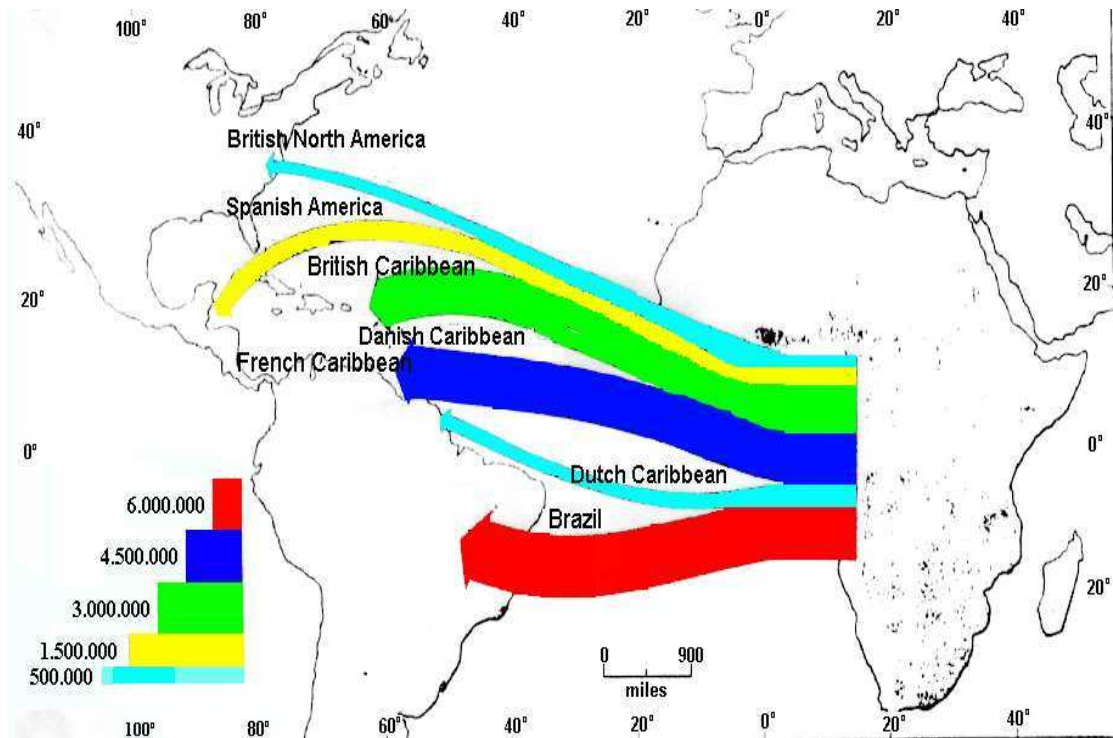 100° 80° 60° 40° 20° 0° 20° 40°
British North America
40° 40°
Spanish America
British Caribbean
20° 20°
Danish Caribbean
French Caribbean
0° 0°
Dutch Caribbean
6.000.000
Brazil
4.500.000
20°
3.000.000
1.500.000
0 900
500.000
miles
100° 80° 60° 40° 20° 0° 20° 40°